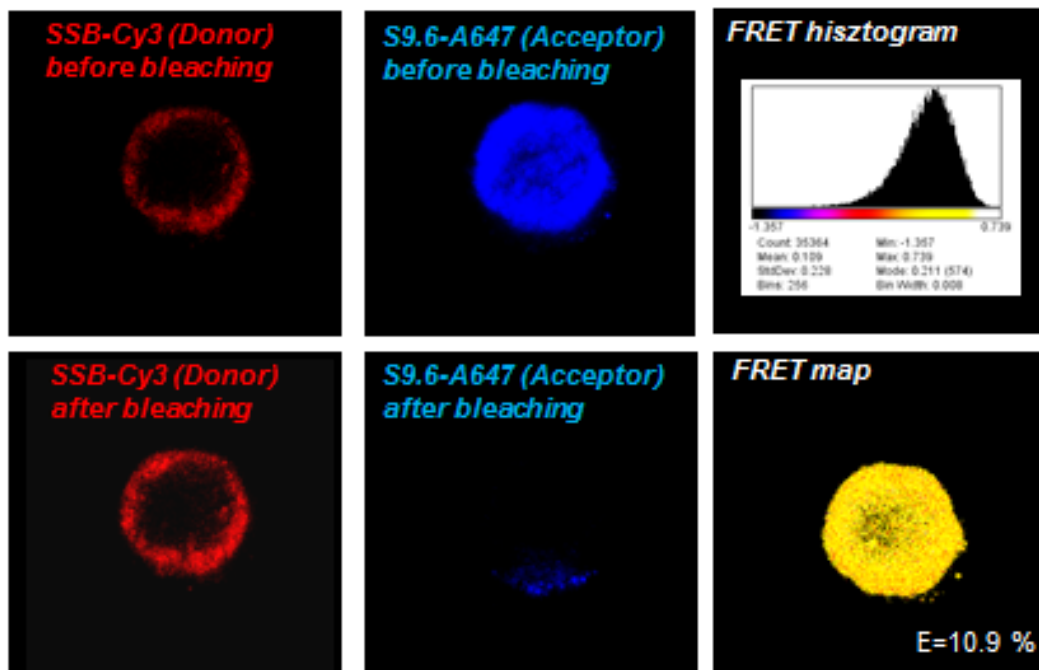 SSB-Cy3 (Donor)
before bleaching
S9.6-A647 (Acceptor)
before bleaching
FRET hisztogram
-1.357
0.739
Count: 35364
Min: -1.357
Mean: 0.109
Max: 0.739
StdDev: 0.228
Mode: 0.211 (574)
Bins: 256
Bin Width: 0.008
SSB-Cy3 (Donor)
after bleaching
S9.6-A647 (Acceptor)
after bleaching
FRET map
E=10.9 %